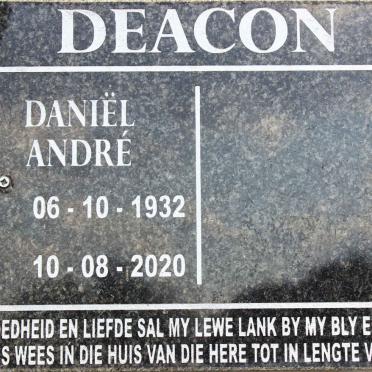 DEACON
DANIËL
ANDRÉ
06 - 10 - 1932
10 - 08 - 2020
EDHEID EN LIEFDE SAL MY LEWE LANK BY MY BLY E
S WEES IN DIE HUIS VAN DIE HERE TOT IN LENGTE V